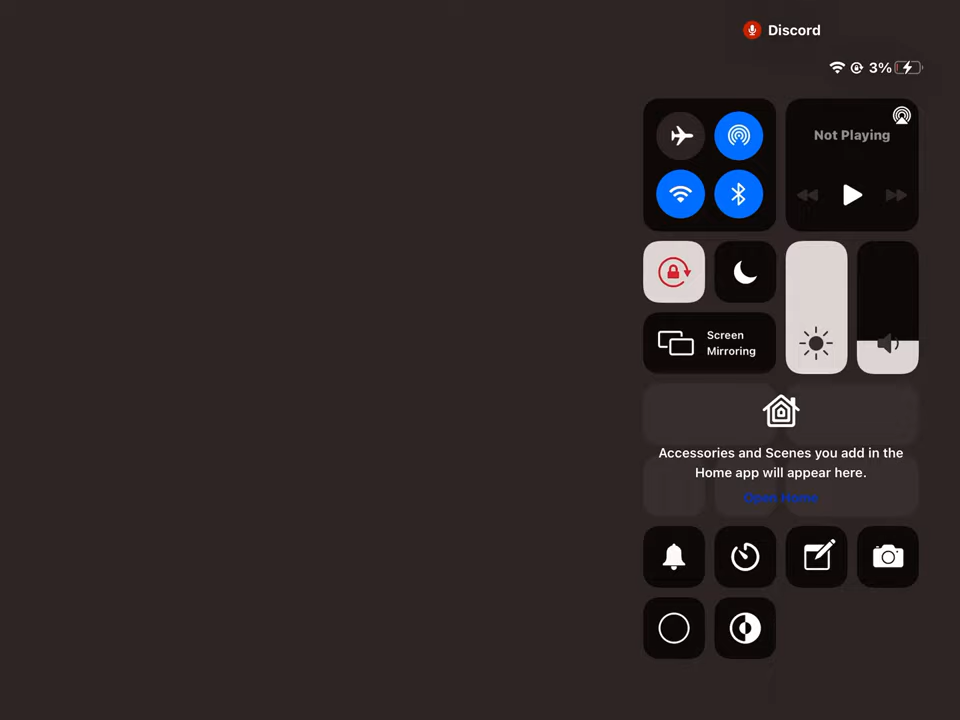 Discord
3%
Not Playing
Screen
Mirroring
Accessories and Scenes you add in the
Home app will appear here.
Open Home